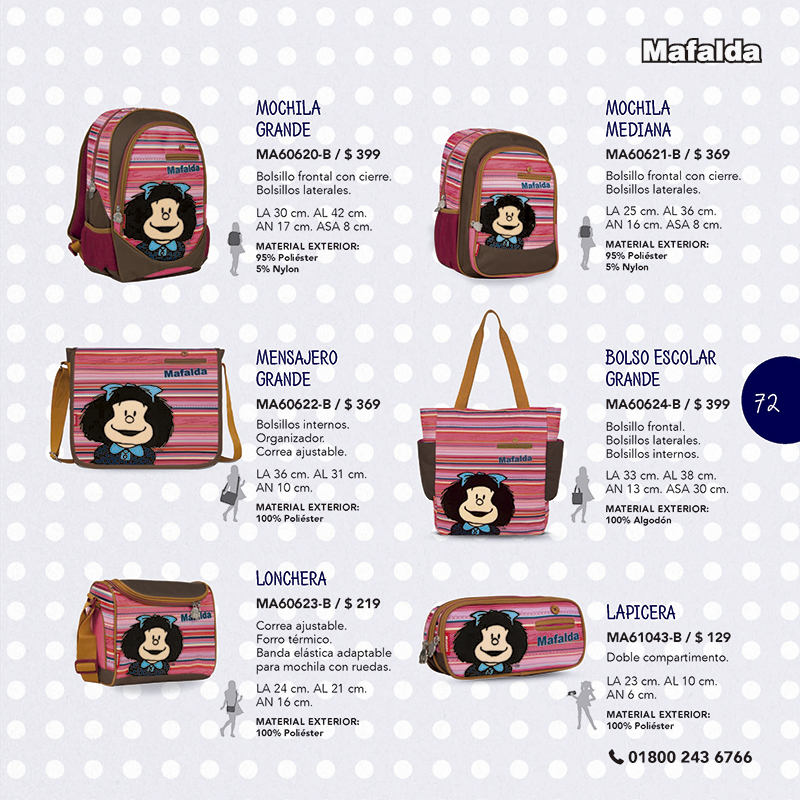 Mafalda
MOCHILA
GRANDE
MA60620-B / $ 399
Bolsillo frontal con cierre.
Bolsillos laterales.
LA 30 cm. AL 42 cm.
AN 17 cm. ASA 8 cm.
MATERIAL EXTERIOR:
95% Poliéster
5% Nylon
Mafalda
MOCHILA
MEDIANA
MA60621-B / $ 369
Bolsillo frontal con cierre.
Bolsillos laterales.
LA 25 cm. AL 36 cm.
AN 16 cm. ASA 8 cm.
MATERIAL EXTERIOR:
95% Poliéster
5% Nylon
Mafalda
MENSAJERO
GRANDE
MA60622-B / $ 369
Bolsillos internos.
Organizador.
Correa ajustable.
LA 36 cm. AL 31 cm.
AN 10 cm.
MATERIAL EXTERIOR:
100% Poliéster
Mafalda
BOLSO ESCOLAR
GRANDE
MA60624-B / $ 399
Bolsillo frontal.
Bolsillos laterales.
Bolsillos internos.
LA 33 cm. AL 38 cm.
AN 13 cm. ASA 30 cm.
MATERIAL EXTERIOR:
100% Algodón
Mafalda
72
LONCHERA
MA60623-B / $ 219
Correa ajustable.
Forro térmico.
Banda elástica adaptable
para mochila con ruedas.
LA 24 cm. AL 21 cm.
AN 16 cm.
MATERIAL EXTERIOR:
100% Poliéster
Mafalda
LAPICERA
MA61043-B / $ 129
Doble compartimento.
LA 23 cm. AL 10 cm.
AN 6 cm.
MATERIAL EXTERIOR:
100% Poliéster
Mafalda
01800 243 6766